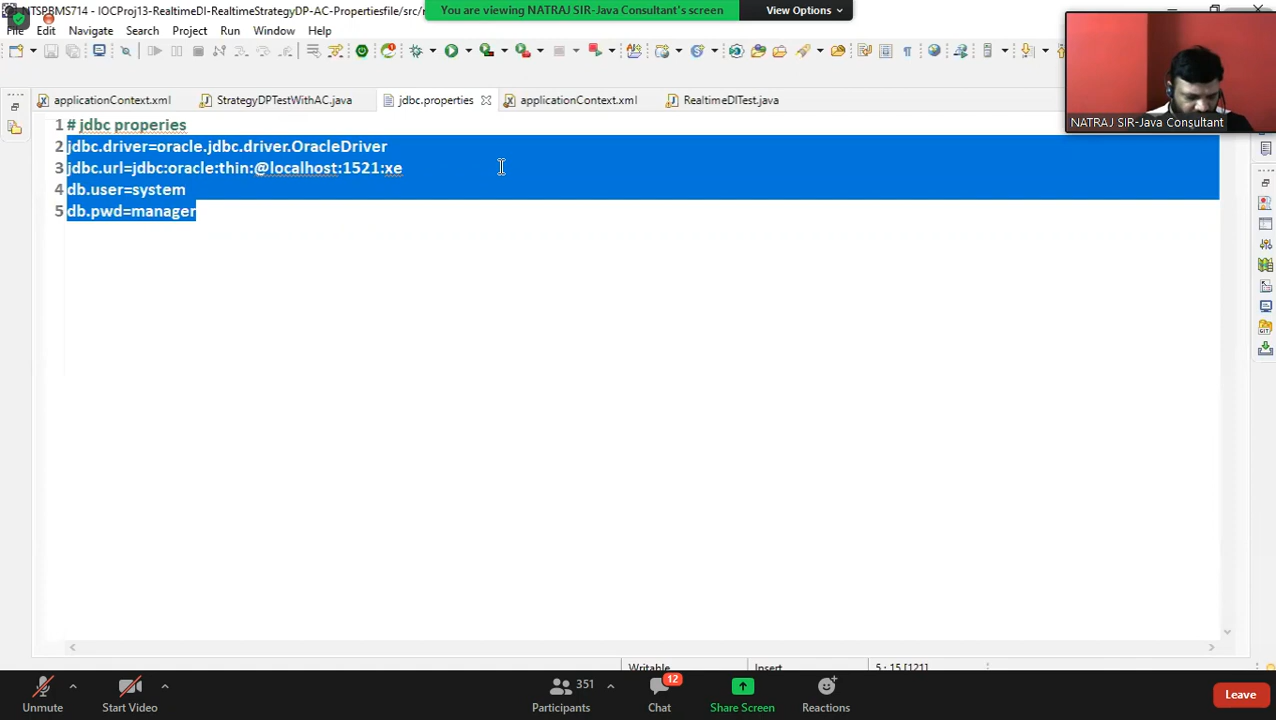 NTSPBMS714 - IOCProj13-RealtimeDI-RealtimeStrategyDP-AC-Propertiesfile/src/
You are viewing NATRAJ SIR-Java Consultant's screen
View Options
File Edit Navigate Search Project Run Window Help
applicationContext.xml StrategyDPTestWithAC.java jdbc.properties applicationContext.xml RealtimeDITest.java
NATRAJ SIR-Java Consultant
1 # jdbc properies
2 jdbc.driver=oracle.jdbc.driver.OracleDriver
3 jdbc.url=jdbc:oracle:thin:@localhost:1521:xe
4 db.user=system
5 db.pwd=manager
Writable Insert 5 : 15 [121]
351 12
Unmute Start Video Participants Chat Share Screen Reactions Leave